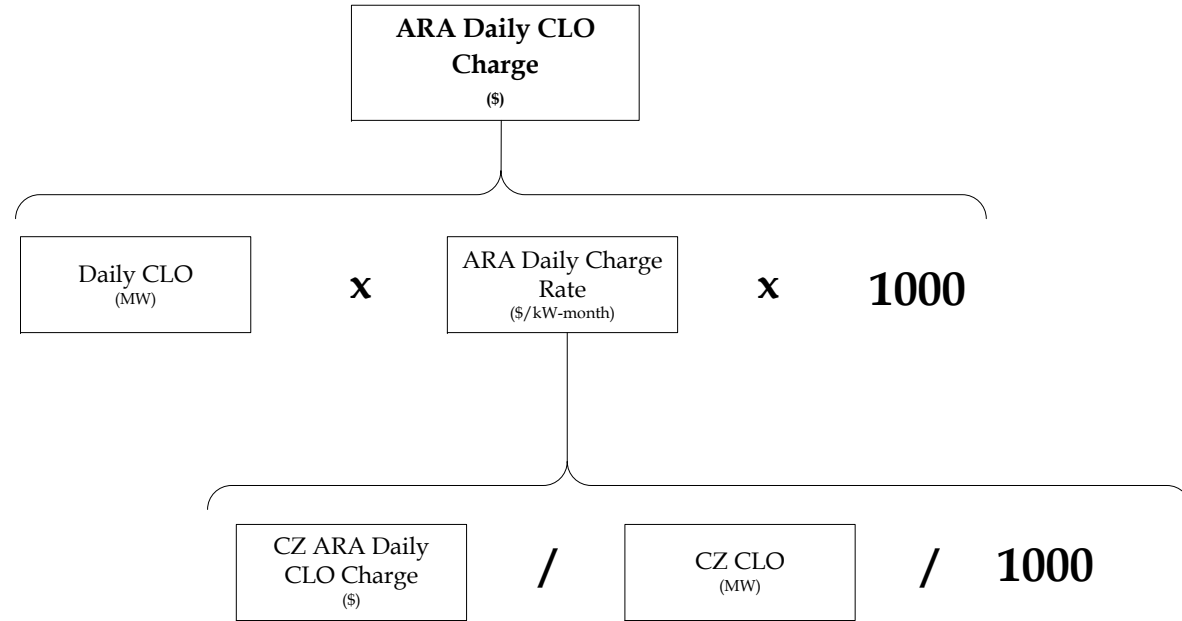 ARA Daily CLO
Charge
($)
Daily CLO
(MW)
x
ARA Daily Charge
Rate
($/kW-month)
x
1000
CZ ARA Daily
CLO Charge
($)
/
CZ CLO
(MW)
/
1000